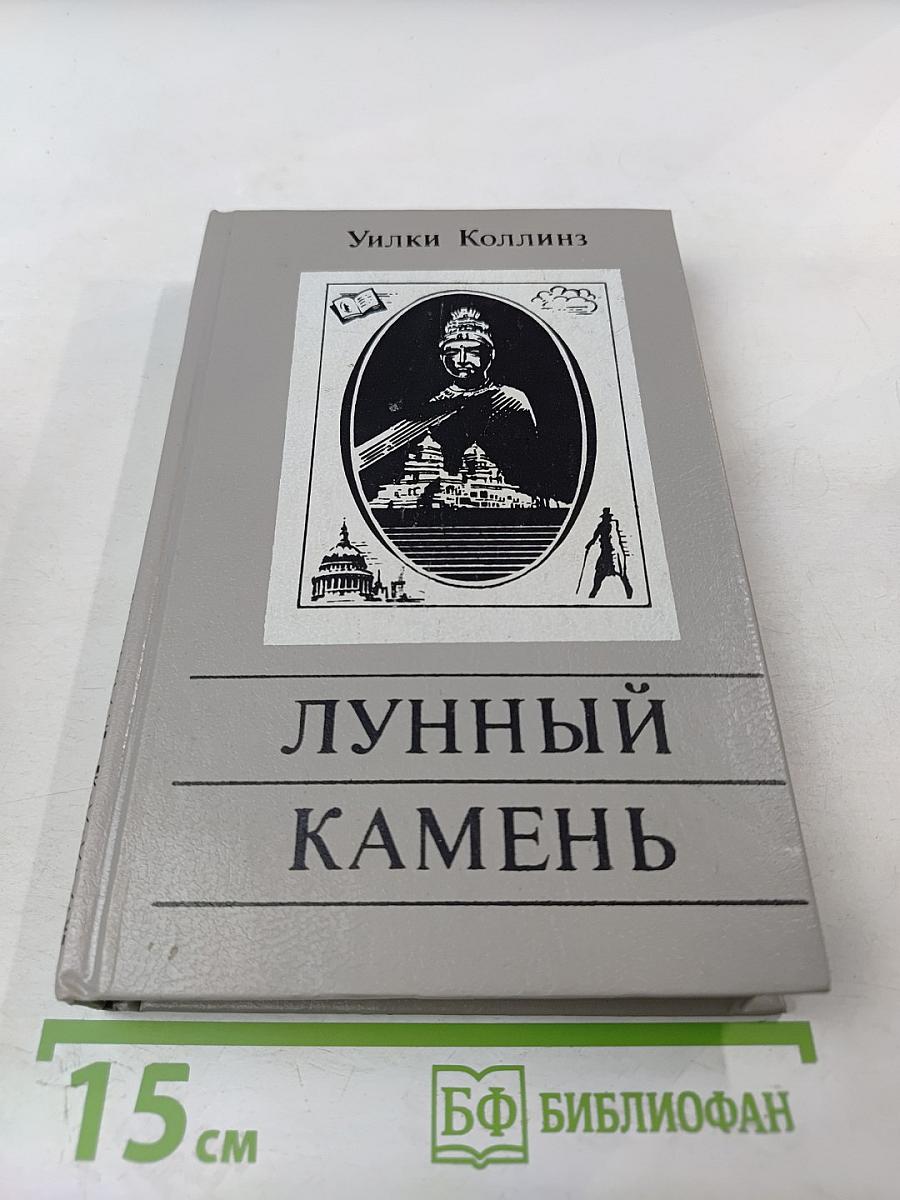 Уилки Коллинз
ЛУННЫЙ
КАМЕНЬ
15 см
БФ БИБЛИОФАН